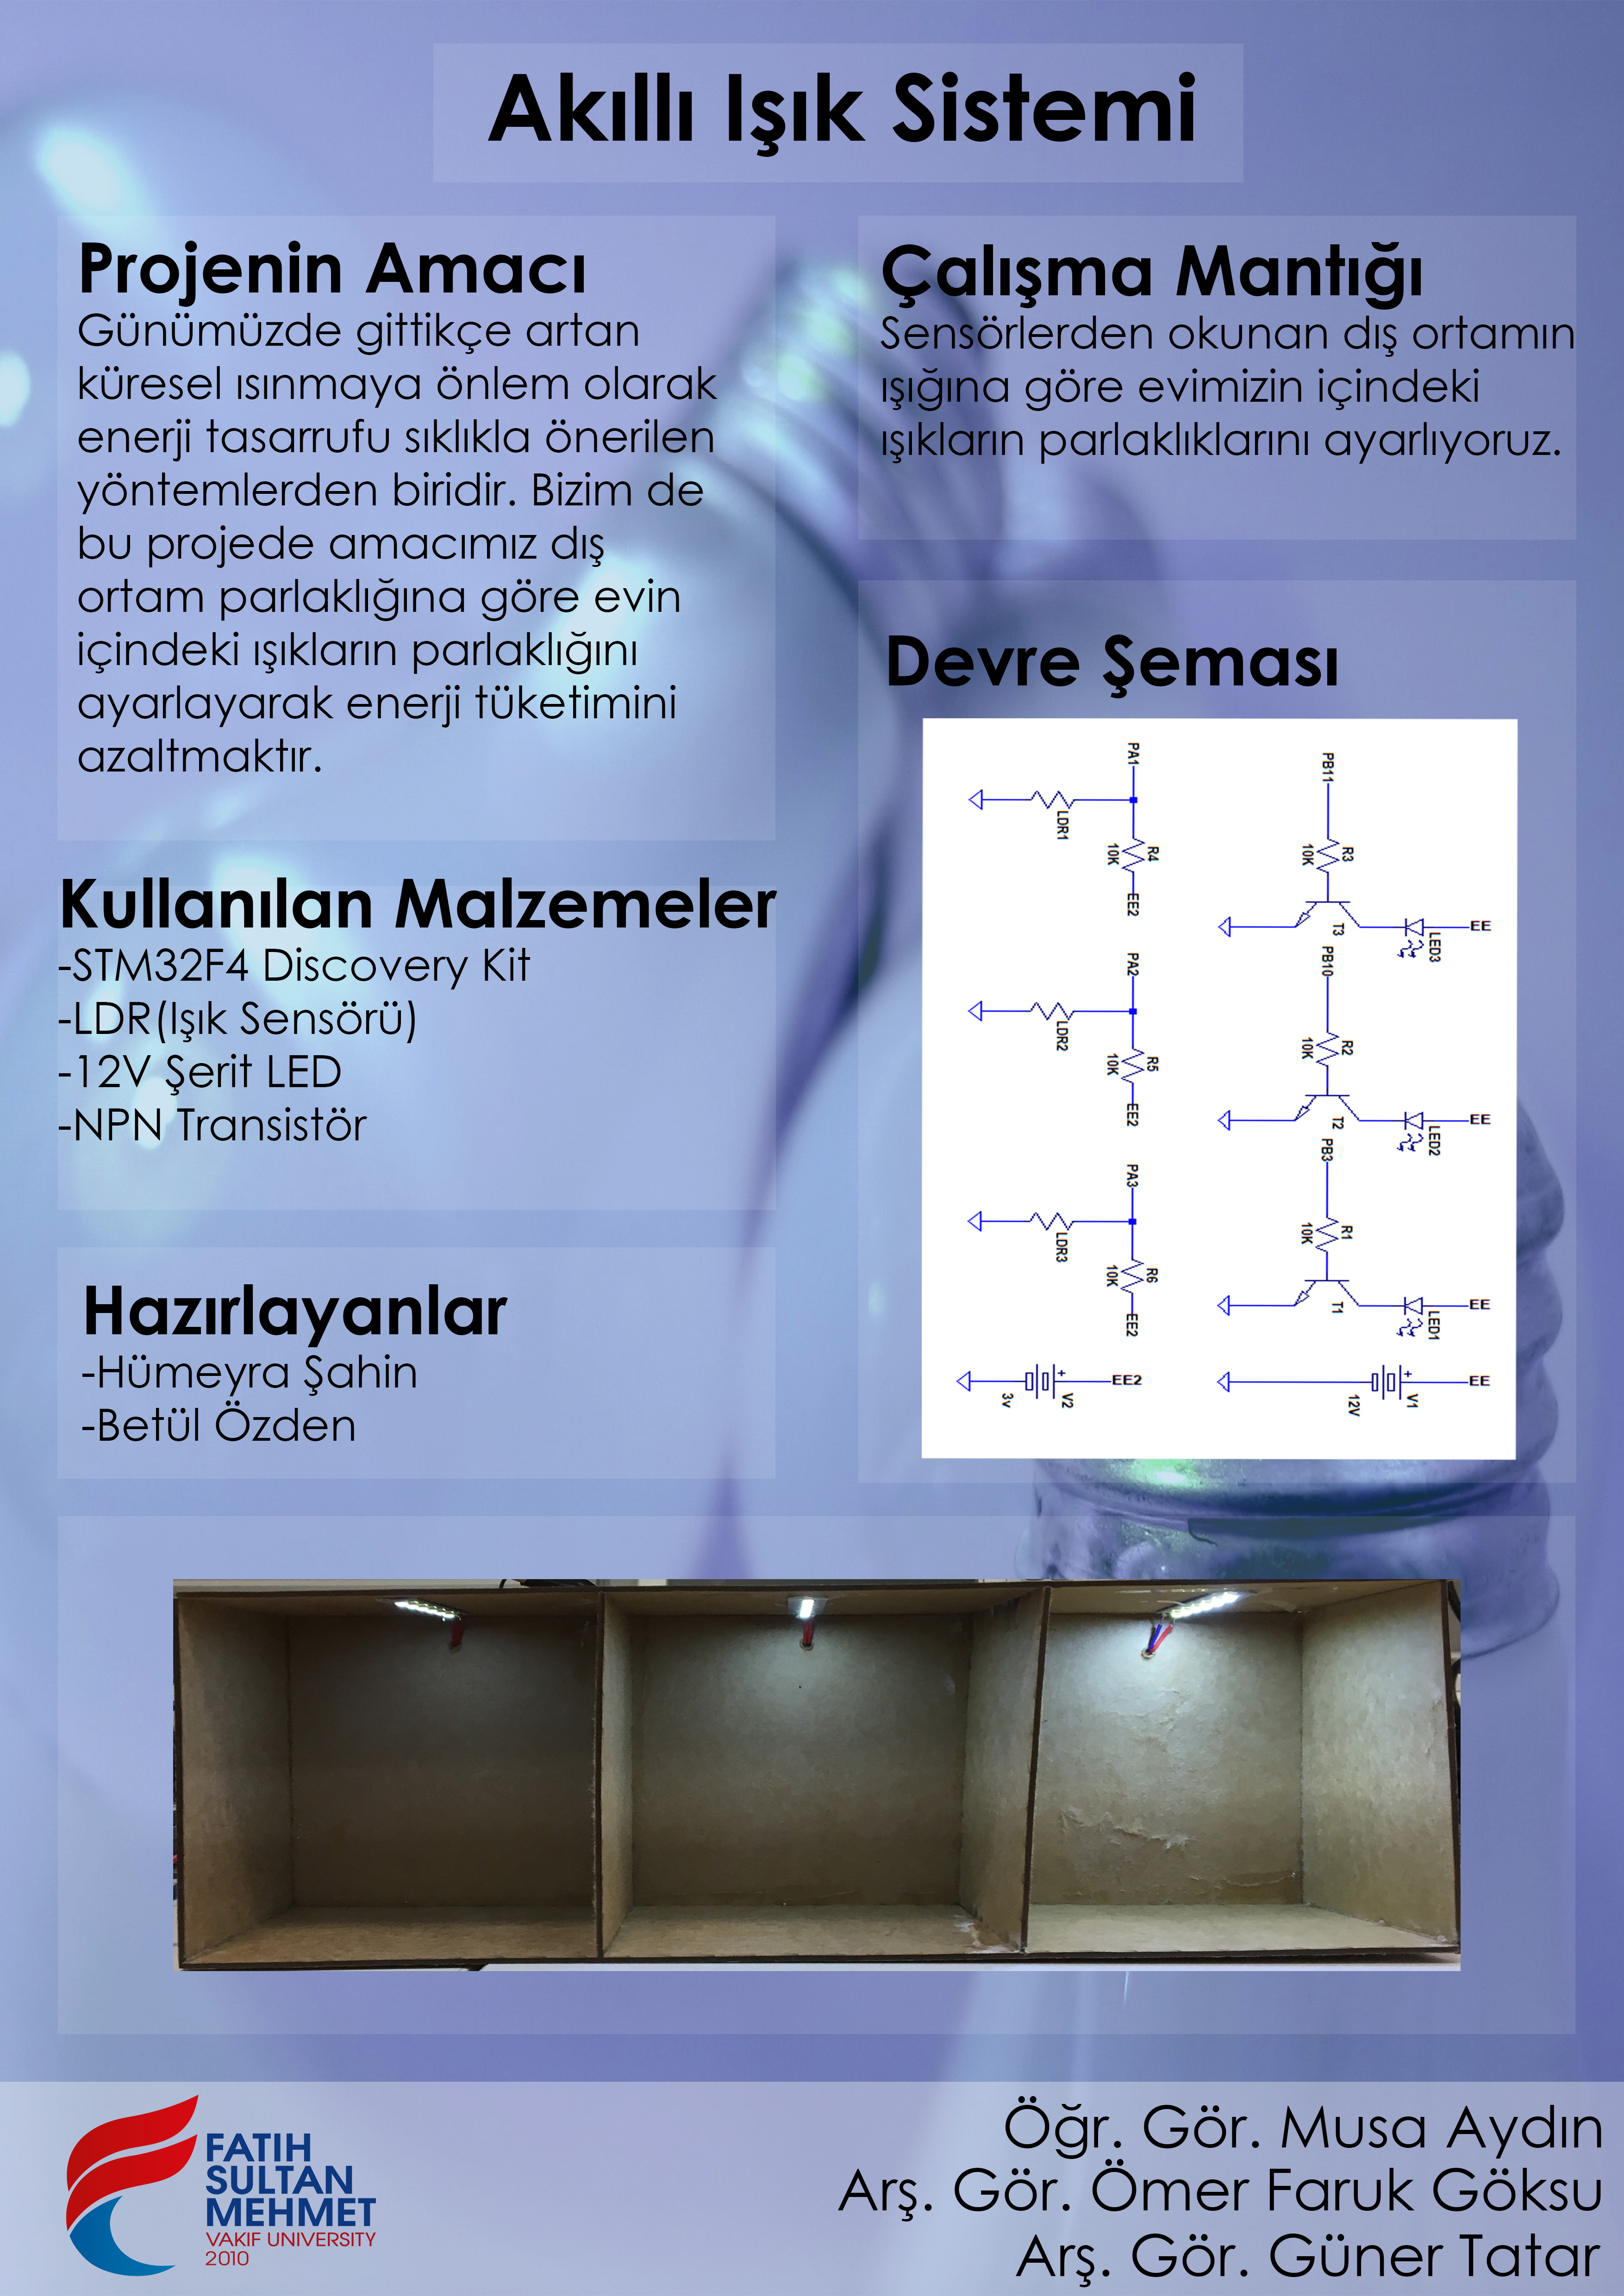 Akıllı Işık Sistemi
Projenin Amacı
Günümüzde gittikçe artan
küresel ısınmaya önlem olarak
enerji tasarrufu sıklıkla önerilen
yöntemlerden biridir. Bizim de
bu projede amacımız dış
ortam parlaklığına göre evin
içindeki ışıkların parlaklığını
ayarlayarak enerji tüketimini
azaltmaktır.
Kullanılan Malzemeler
-STM32F4 Discovery Kit
-LDR(Işık Sensörü)
-12V Şerit LED
-NPN Transistör
Hazırlayanlar
-Hümeyra Şahin
-Betül Özden
Çalışma Mantığı
Sensörlerden okunan dış ortamın
ışığına göre evimizin içindeki
ışıkların parlaklıklarını ayarlıyoruz.
Devre Şeması
PB11
R3
10K
T3
LED3
EE
PB10
R2
10K
T2
LED2
EE
PB3
R1
10K
T1
LED1
EE
V1
12V
EE
PA1
LDR1
R4
10K
EE2
PA2
LDR2
R5
10K
EE2
PA3
LDR3
R6
10K
EE2
V2
3v
EE2
FATIH
SULTAN
MEHMET
VAKIF UNIVERSITY
2010
Öğr. Gör. Musa Aydın
Arş. Gör. Ömer Faruk Göksu
Arş. Gör. Güner Tatar